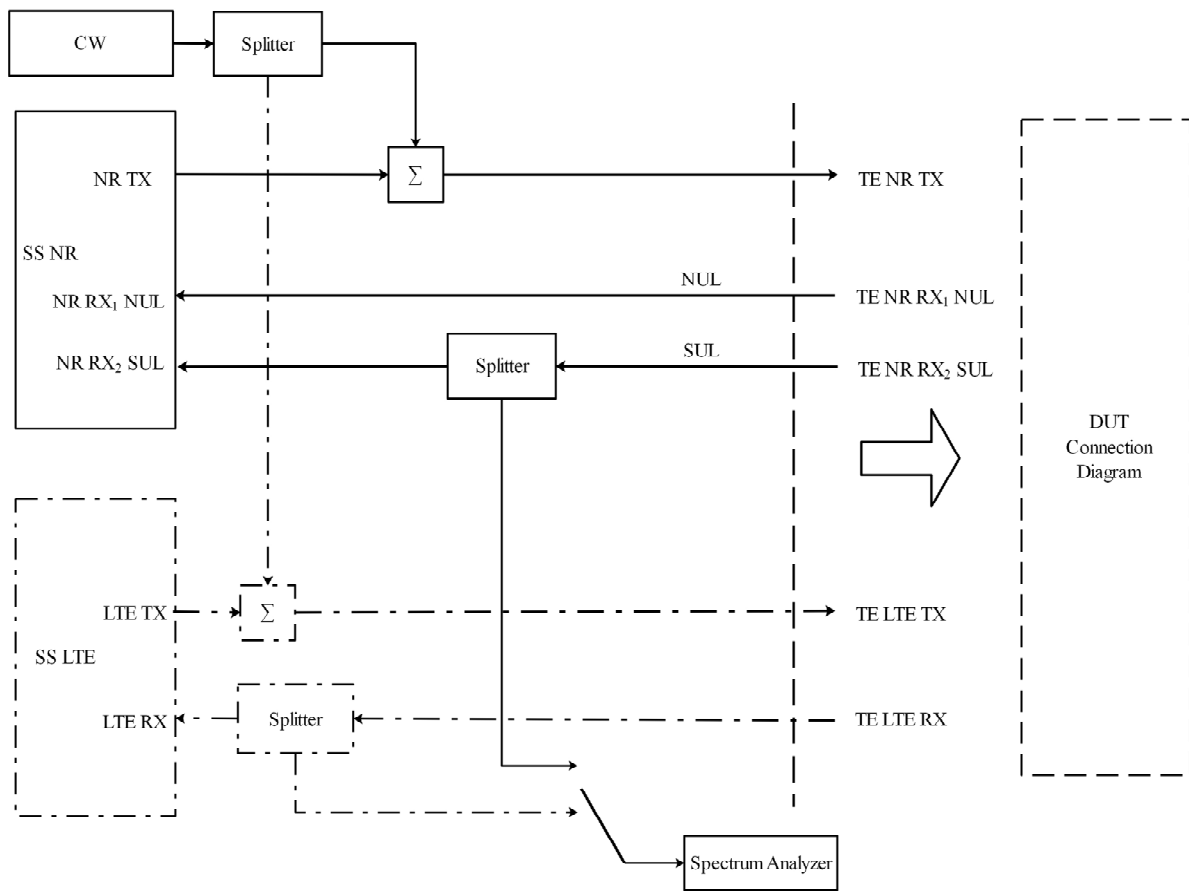 CW
Splitter
NR TX
∑
TE NR TX
SS NR
NR RX₁ NUL
NUL
TE NR RX₁ NUL
NR RX₂ SUL
Splitter
SUL
TE NR RX₂ SUL
DUT
Connection
Diagram
LTE TX
∑
TE LTE TX
SS LTE
LTE RX
Splitter
TE LTE RX
Spectrum Analyzer